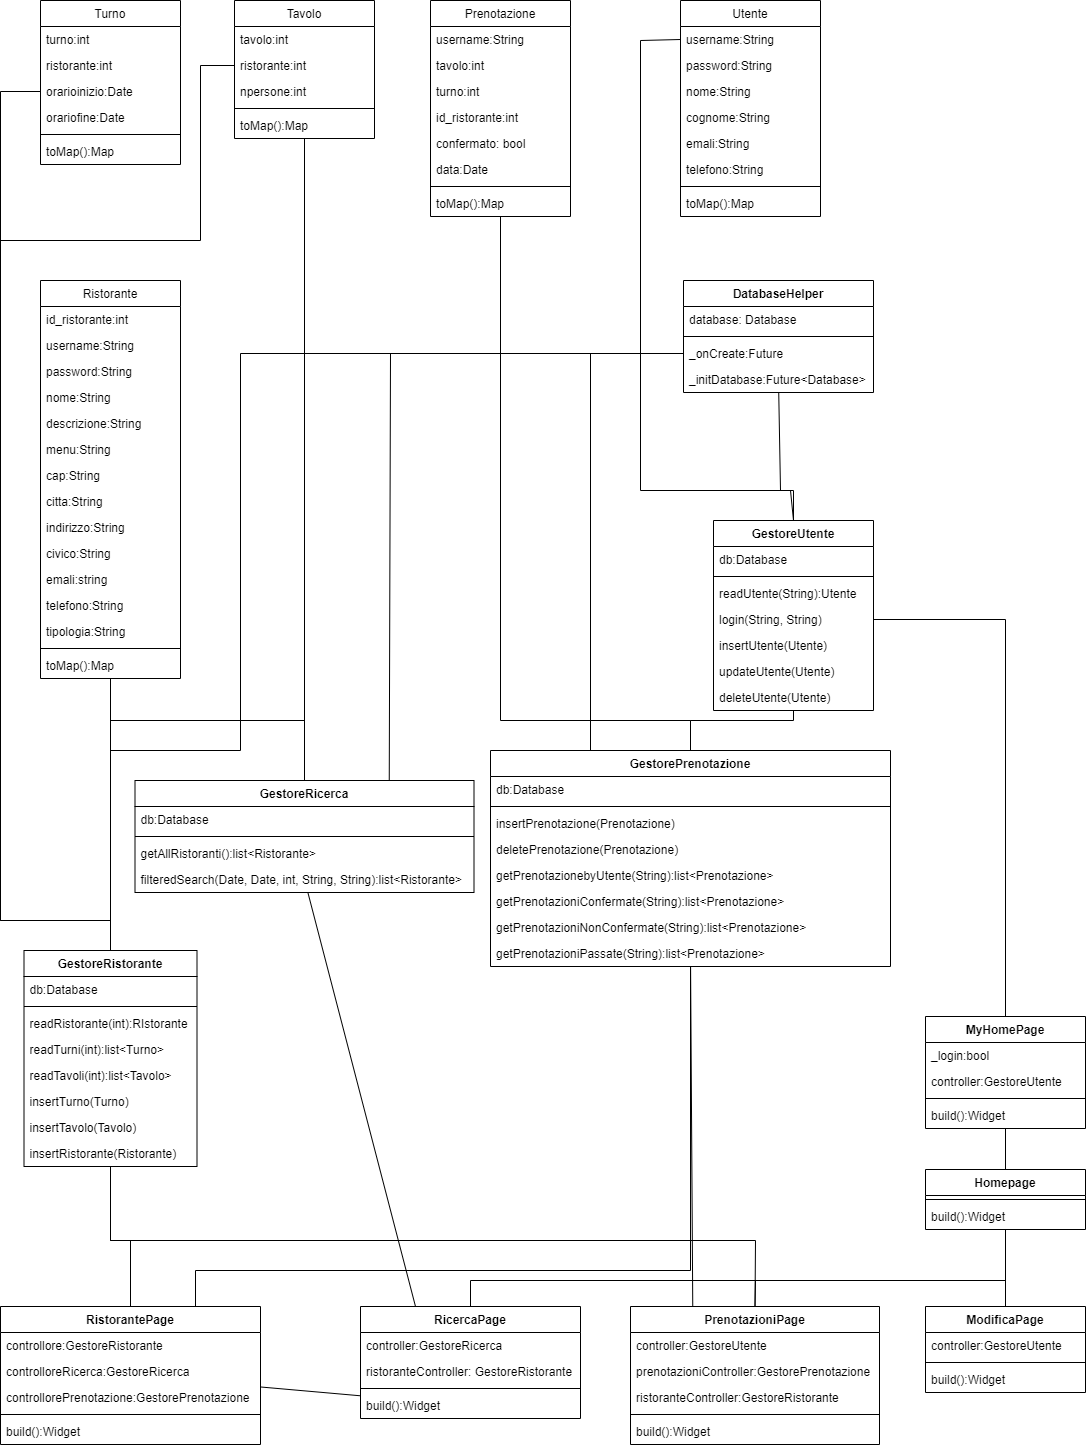 Turno
turno:int
ristorante:int
orarioinizio:Date
orariofine:Date
toMap():Map
Tavolo
tavolo:int
ristorante:int
npersone:int
toMap():Map
Prenotazione
username:String
tavolo:int
turno:int
id_ristorante:int
confermato: bool
data:Date
toMap():Map
Utente
username:String
password:String
nome:String
cognome:String
emali:String
telefono:String
toMap():Map
Ristorante
id_ristorante:int
username:String
password:String
nome:String
descrizione:String
menu:String
cap:String
citta:String
indirizzo:String
civico:String
emali:string
telefono:String
tipologia:String
toMap():Map
DatabaseHelper
database: Database
_onCreate:Future
_initDatabase:Future<Database>
GestoreUtente
db:Database
readUtente(String):Utente
login(String, String)
insertUtente(Utente)
updateUtente(Utente)
deleteUtente(Utente)
GestoreRicerca
db:Database
getAllRistoranti():list<Ristorante>
filteredSearch(Date, Date, int, String, String):list<Ristorante>
GestorePrenotazione
db:Database
insertPrenotazione(Prenotazione)
deletePrenotazione(Prenotazione)
getPrenotazionebyUtente(String):list<Prenotazione>
getPrenotazioniConfermate(String):list<Prenotazione>
getPrenotazioniNonConfermate(String):list<Prenotazione>
getPrenotazioniPassate(String):list<Prenotazione>
GestoreRistorante
db:Database
readRistorante(int):RIstorante
readTurni(int):list<Turno>
readTavoli(int):list<Tavolo>
insertTurno(Turno)
insertTavolo(Tavolo)
insertRistorante(Ristorante)
MyHomePage
_login:bool
controller:GestoreUtente
build():Widget
Homepage
build():Widget
RistorantePage
controllore:GestoreRistorante
controlloreRicerca:GestoreRicerca
controllorePrenotazione:GestorePrenotazione
build():Widget
RicercaPage
controller:GestoreRicerca
ristoranteController: GestoreRistorante
build():Widget
PrenotazioniPage
controller:GestoreUtente
prenotazioniController:GestorePrenotazione
ristoranteController:GestoreRistorante
build():Widget
ModificaPage
controller:GestoreUtente
build():Widget